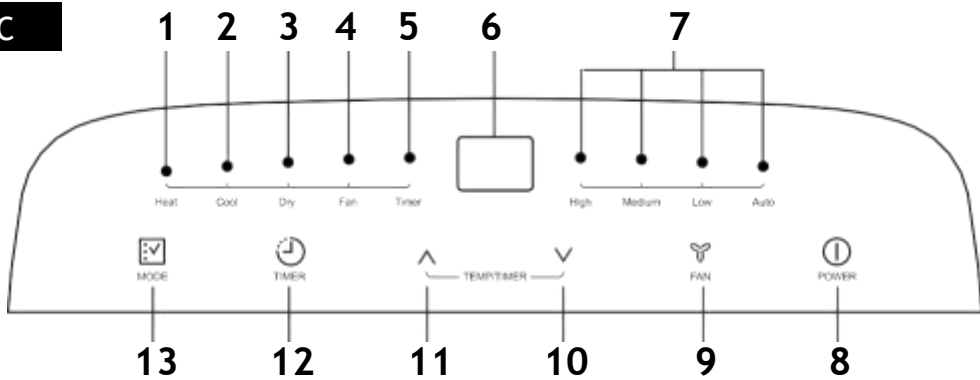 C
1 2 3 4 5 6 7
Heat Cool Dry Fan Timer High Medium Low Auto
MODE TIMER TEMP/TIMER FAN POWER
13 12 11 10 9 8